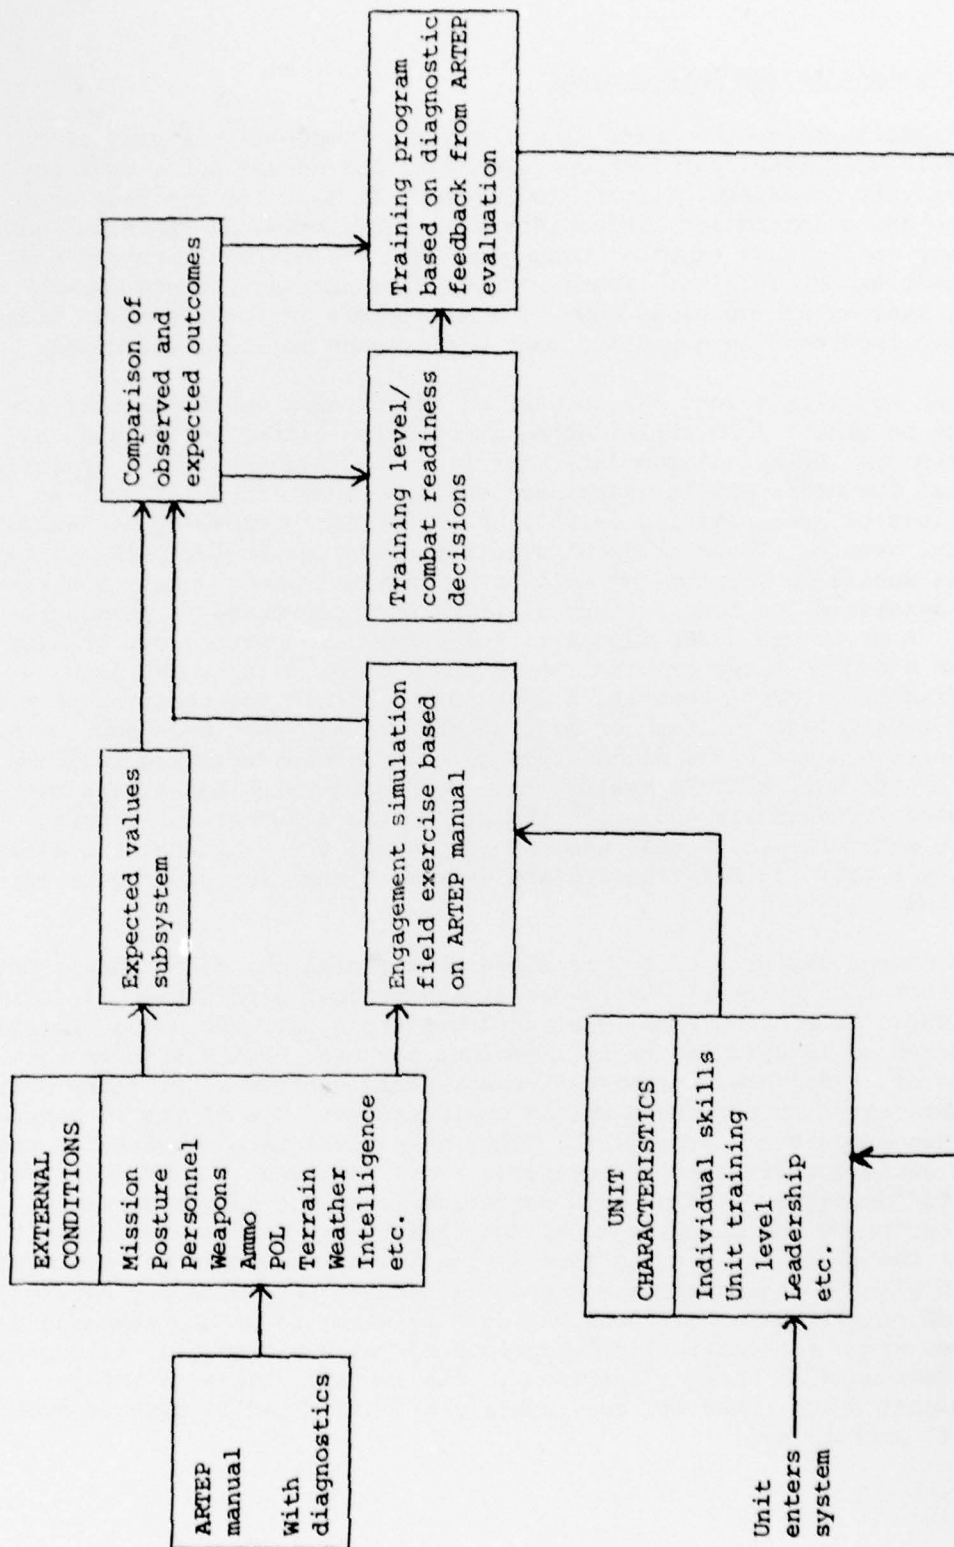 ARTEP
manual
With
diagnostics
EXTERNAL
CONDITIONS
Mission
Posture
Personnel
Weapons
Ammo
POL
Terrain
Weather
Intelligence
etc.
Expected values
subsystem
Comparison of
observed and
expected outcomes
Engagement simulation
field exercise based
on ARTEP manual
Training level/
combat readiness
decisions
Training program
based on diagnostic
feedback from ARTEP
evaluation
Unit
enters
system
UNIT
CHARACTERISTICS
Individual skills
Unit training
level
Leadership
etc.